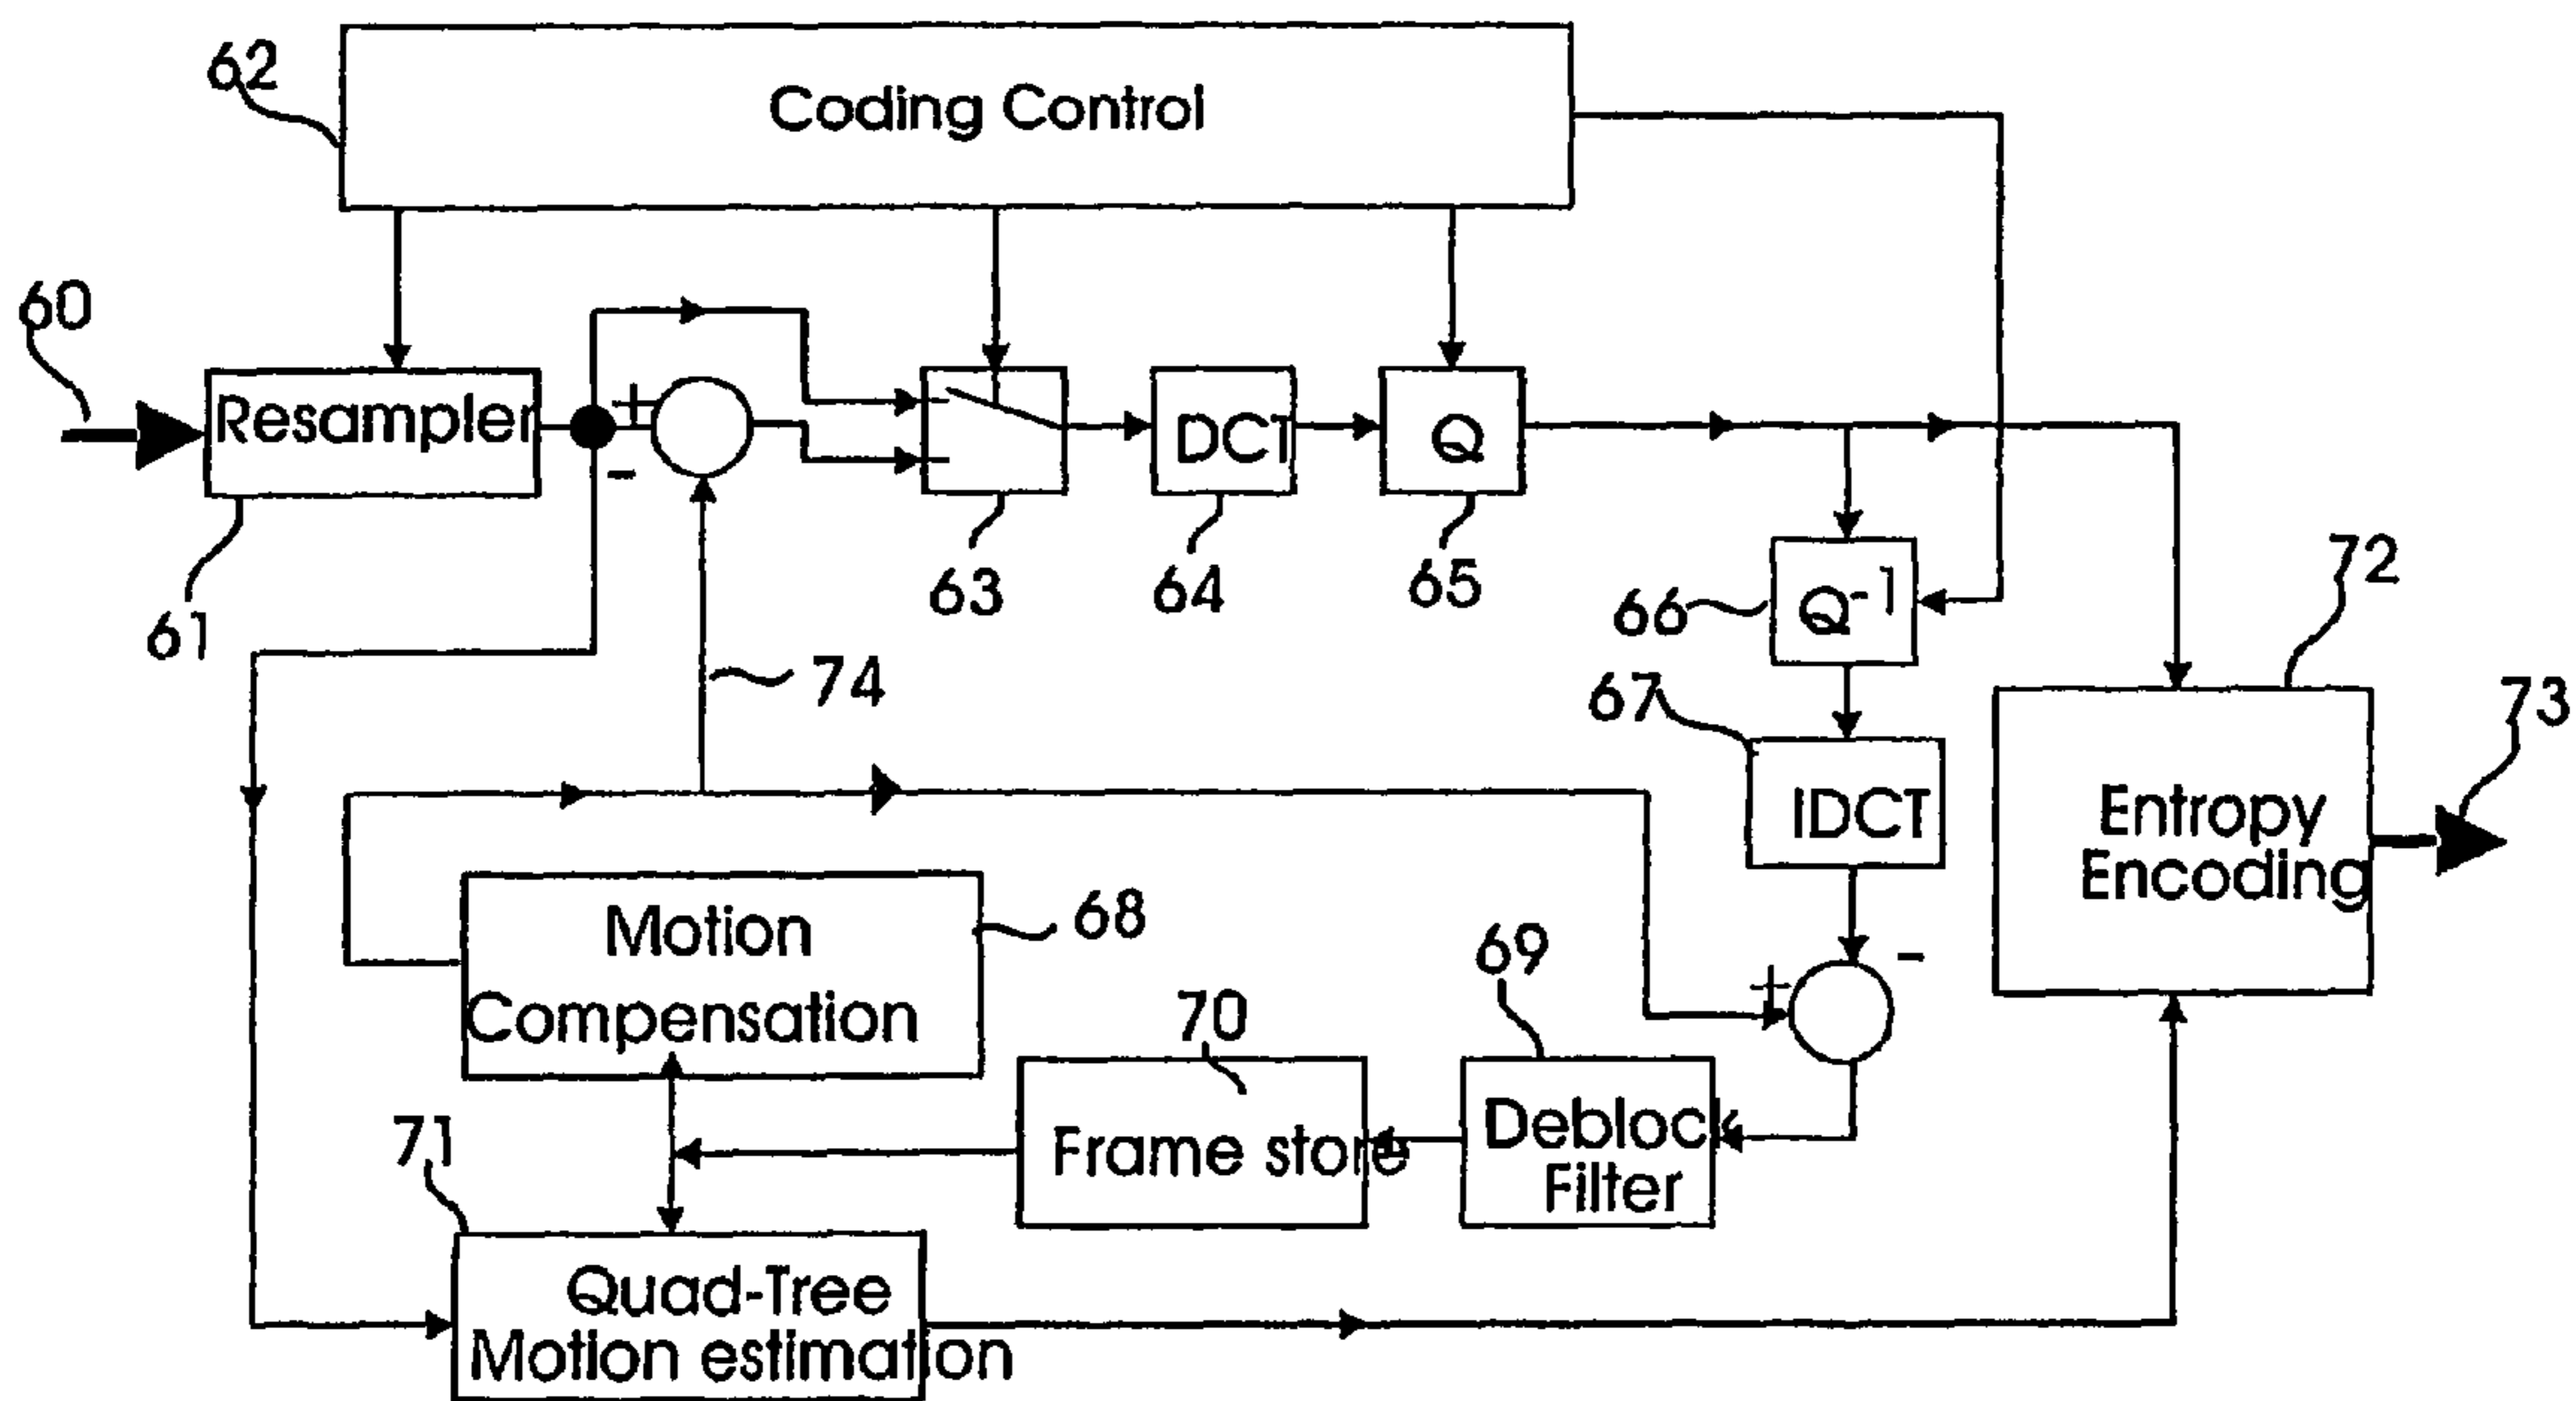 62
Coding Control
60
Resampler
+
-
DCT
Q
61
63
64
65
66
Q-1
72
74
67
73
IDCT
Entropy
Encoding
Motion
Compensation
68
-
+
69
70
Deblock
Filter
Frame store
71
Quad-Tree
Motion estimation